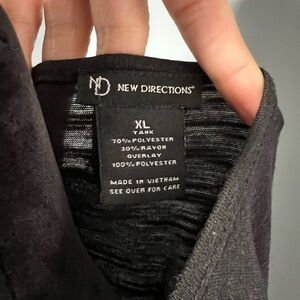 ND NEW DIRECTIONS®
XL
TANK
70% POLYESTER
30% RAYON
OVERLAY
100% POLYESTER
MADE IN VIETNAM
SEE OVER FOR CARE